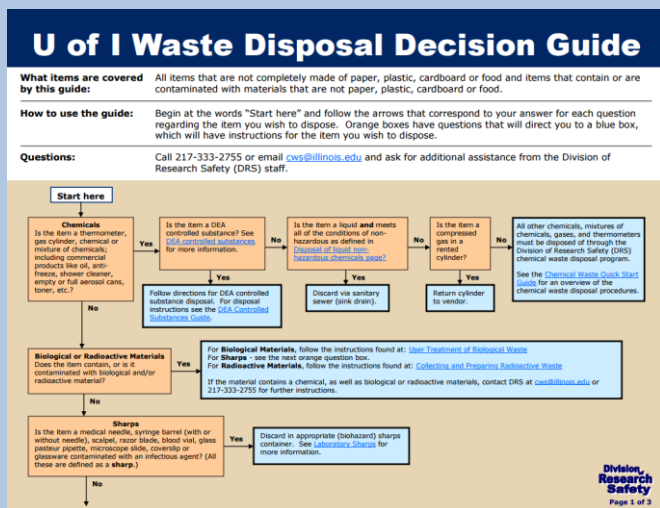 U of I Waste Disposal Decision Guide
What items are covered
by this guide:
All items that are not completely made of paper, plastic, cardboard or food and items that contain or are
contaminated with materials that are not paper, plastic, cardboard or food.
How to use the guide:
Begin at the words “Start here” and follow the arrows that correspond to your answer for each question
regarding the item you wish to dispose. Orange boxes have questions that will direct you to a blue box,
which will have instructions for the item you wish to dispose.
Questions:
Call 217-333-2755 or email cws@illinois.edu and ask for additional assistance from the Division of
Research Safety (DRS) staff.
Start here
Chemicals
Is the item a thermometer,
gas cylinder, chemical or
mixture of chemicals;
including commercial
products like oil, anti-
freeze, shower cleaner,
empty or full aerosol cans,
toner, etc.?
Yes
Is the item a DEA
controlled substance? See
DEA controlled substances
for more information.
No
Is the item a liquid and meets
all of the conditions of non-
hazardous as defined in
Disposal of liquid non-
hazardous chemicals page?
No
Is the item a
compressed
gas in a
rented
cylinder?
No
All other chemicals, mixtures of
chemicals, gases, and thermometers
must be disposed of through the
Division of Research Safety (DRS)
chemical waste disposal program.
See the Chemical Waste Quick Start
Guide for an overview of the
chemical waste disposal procedures.
Yes
Follow directions for DEA controlled
substance disposal. For disposal
instructions see the DEA Controlled
Substances Guide.
Yes
Discard via sanitary
sewer (sink drain).
Yes
Return cylinder
to vendor.
No
Biological or Radioactive Materials
Does the item contain, or is it
contaminated with biological and/or
radioactive material?
Yes
For Biological Materials, follow the instructions found at: User Treatment of Biological Waste
For Sharps – see the next orange question box.
For Radioactive Materials, follow the instructions found at: Collecting and Preparing Radioactive Waste
If the material contains a chemical, as well as biological or radioactive materials, contact DRS at cws@illinois.edu or
217-333-2755 for further instructions.
No
Sharps
Is the item a medical needle, syringe barrel (with or
without needle), scalpel, razor blade, blood vial, glass
pasteur pipette, microscope slide, coverslip or
glassware contaminated with an infectious agent? (All
these are defined as a sharp.)
Yes
Discard in appropriate (biohazard) sharps
container. See Laboratory Sharps for
more information.
No
Division of
Research
Safety
Page 1 of 3